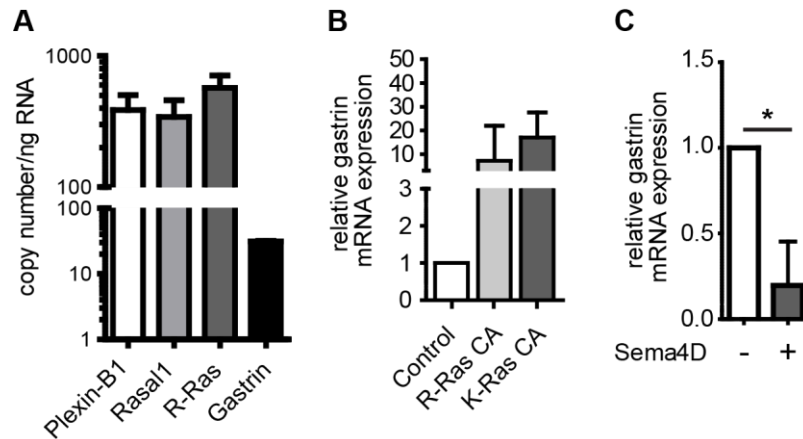 A
copy number/ng RNA
1000
100
100
10
1
Plexin-B1
Rasal1
R-Ras
Gastrin
B
relative gastrin
mRNA expression
50
40
30
20
10
3
2
1
0
Control
R-Ras CA
K-Ras CA
C
relative gastrin
mRNA expression
1.5
1.0
0.5
0.0
*
Sema4D - +